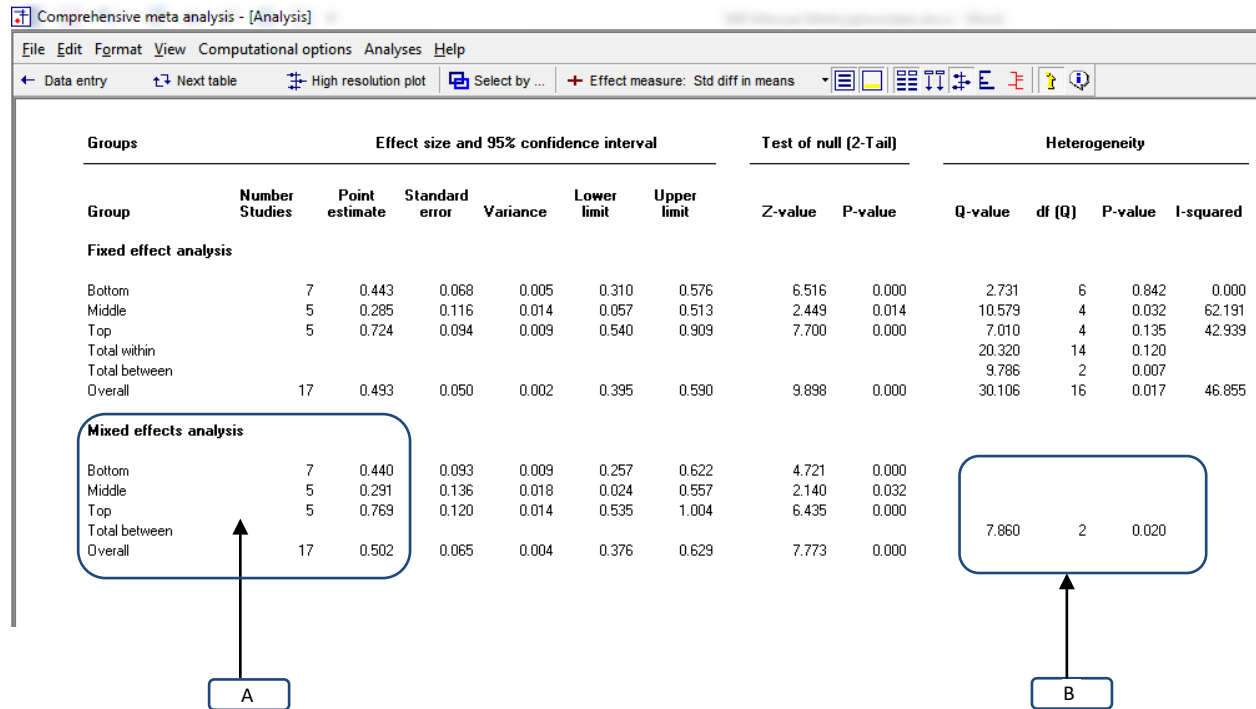 Comprehensive meta analysis - [Analysis]
File Edit Format View Computational options Analyses Help
← Data entry Next table High resolution plot Select by ... Effect measure: Std diff in means
Groups Effect size and 95% confidence interval Test of null (2-Tail) Heterogeneity
Group Number Studies Point estimate Standard error Variance Lower limit Upper limit Z-value P-value Q-value df (Q) P-value I-squared
Fixed effect analysis
Bottom 7 0.443 0.068 0.005 0.310 0.576 6.516 0.000 2.731 6 0.842 0.000
Middle 5 0.285 0.116 0.014 0.057 0.513 2.449 0.014 10.579 4 0.032 62.191
Top 5 0.724 0.094 0.009 0.540 0.909 7.700 0.000 7.010 4 0.135 42.939
Total within 20.320 14 0.120
Total between 9.786 2 0.007
Overall 17 0.493 0.050 0.002 0.395 0.590 9.898 0.000 30.106 16 0.017 46.855
Mixed effects analysis
Bottom 7 0.440 0.093 0.009 0.257 0.622 4.721 0.000
Middle 5 0.291 0.136 0.018 0.024 0.557 2.140 0.032
Top 5 0.769 0.120 0.014 0.535 1.004 6.435 0.000
Total between 7.860 2 0.020
Overall 17 0.502 0.065 0.004 0.376 0.629 7.773 0.000
A B